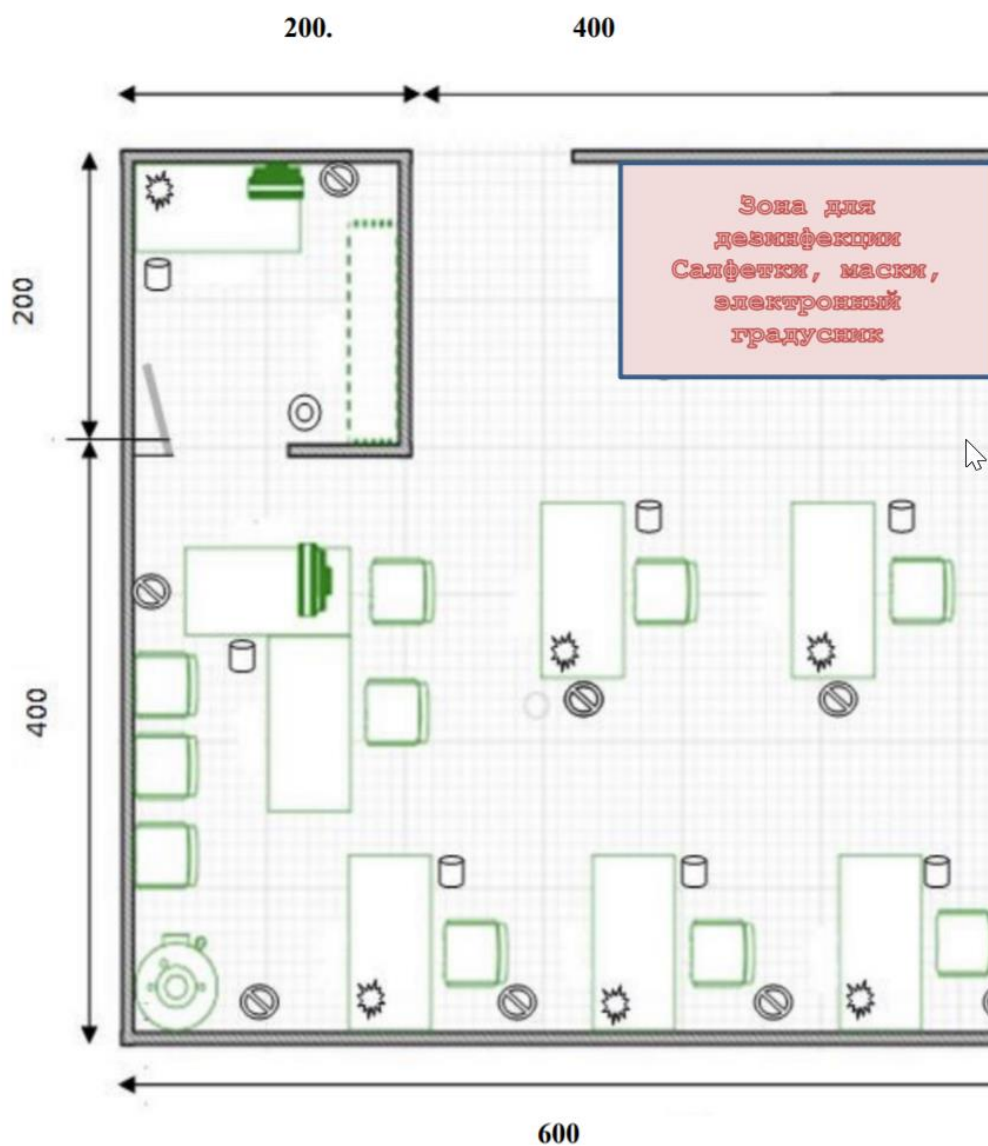 200.
400
Зона для
дезинфекции
Салфетки, маски,
электронный
градусник
200
400
600